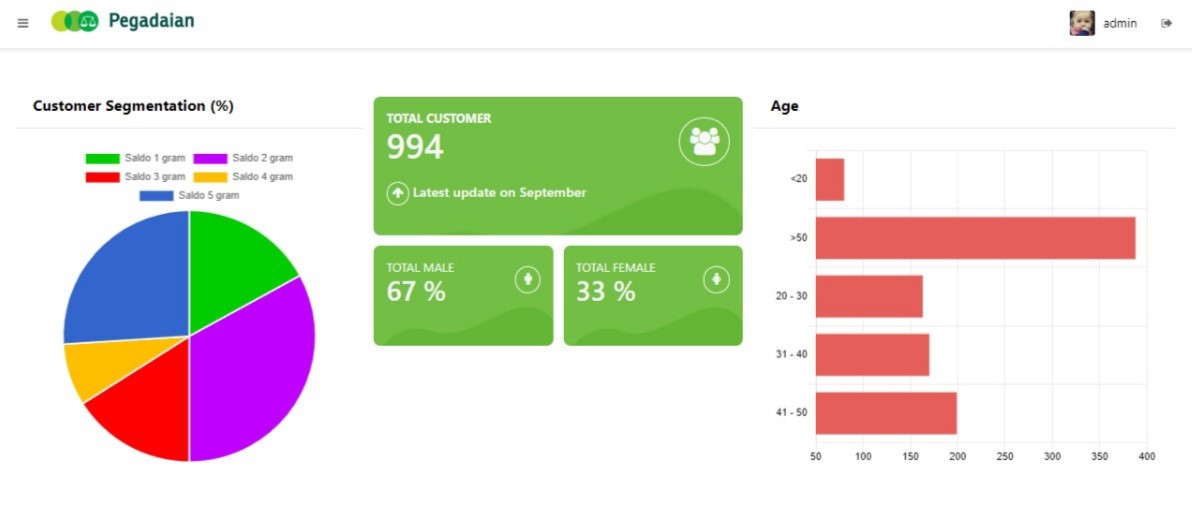 Pegadaian
admin
Customer Segmentation (%)
Saldo 1 gram Saldo 2 gram
Saldo 3 gram Saldo 4 gram
Saldo 5 gram
TOTAL CUSTOMER
994
Latest update on September
TOTAL MALE
67 %
TOTAL FEMALE
33 %
Age
<20
>50
20 - 30
31 - 40
41 - 50
50 100 150 200 250 300 350 400